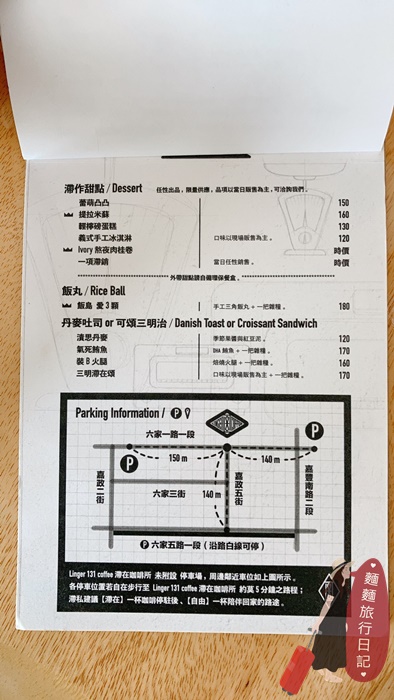 滯作甜點 / Dessert 任性出品，限量供應，品項以當日販售為主，可洽詢我們。
蕾萌凸凸 150
提拉米蘇 160
輕檸磅蛋糕 130
義式手工冰淇淋 口味以現場販售為主。 120
Ivory 熬夜肉桂卷 時價
一項滯銷 當日任性銷售。 時價
外帶甜點請自備環保餐盒。
飯丸 / Rice Ball
飯島 愛 3 顆 手工三角飯丸 + 一把雜糧。 180
丹麥吐司 or 可頌三明治 / Danish Toast or Croissant Sandwich
漬思丹麥 季節果醬與紅豆泥。 120
氣死鮪魚 DHA 鮪魚 + 一把雜糧。 170
裝 B 火腿 焙燒火腿 + 一把雜糧。 160
三明滯在頌 口味以現場販售為主 + 一把雜糧。 170
Parking Information / P
六家一路一段
P
150 m
140 m
P
嘉政二街
六家三街
140 m
嘉政五街
嘉豐南路二段
P 六家五路一段（沿路白線可停）
Linger 131 coffee 滯在咖啡所 未附設 停車場，周邊鄰近車位如上圖所示。
各停車位置若自在步行至 Linger 131 coffee 滯在咖啡所 約莫 5 分鐘之路程；
滯私建議【滯在】一杯咖啡停駐後、【自由】一杯陪伴回家的路途。
麵麵旅行日記